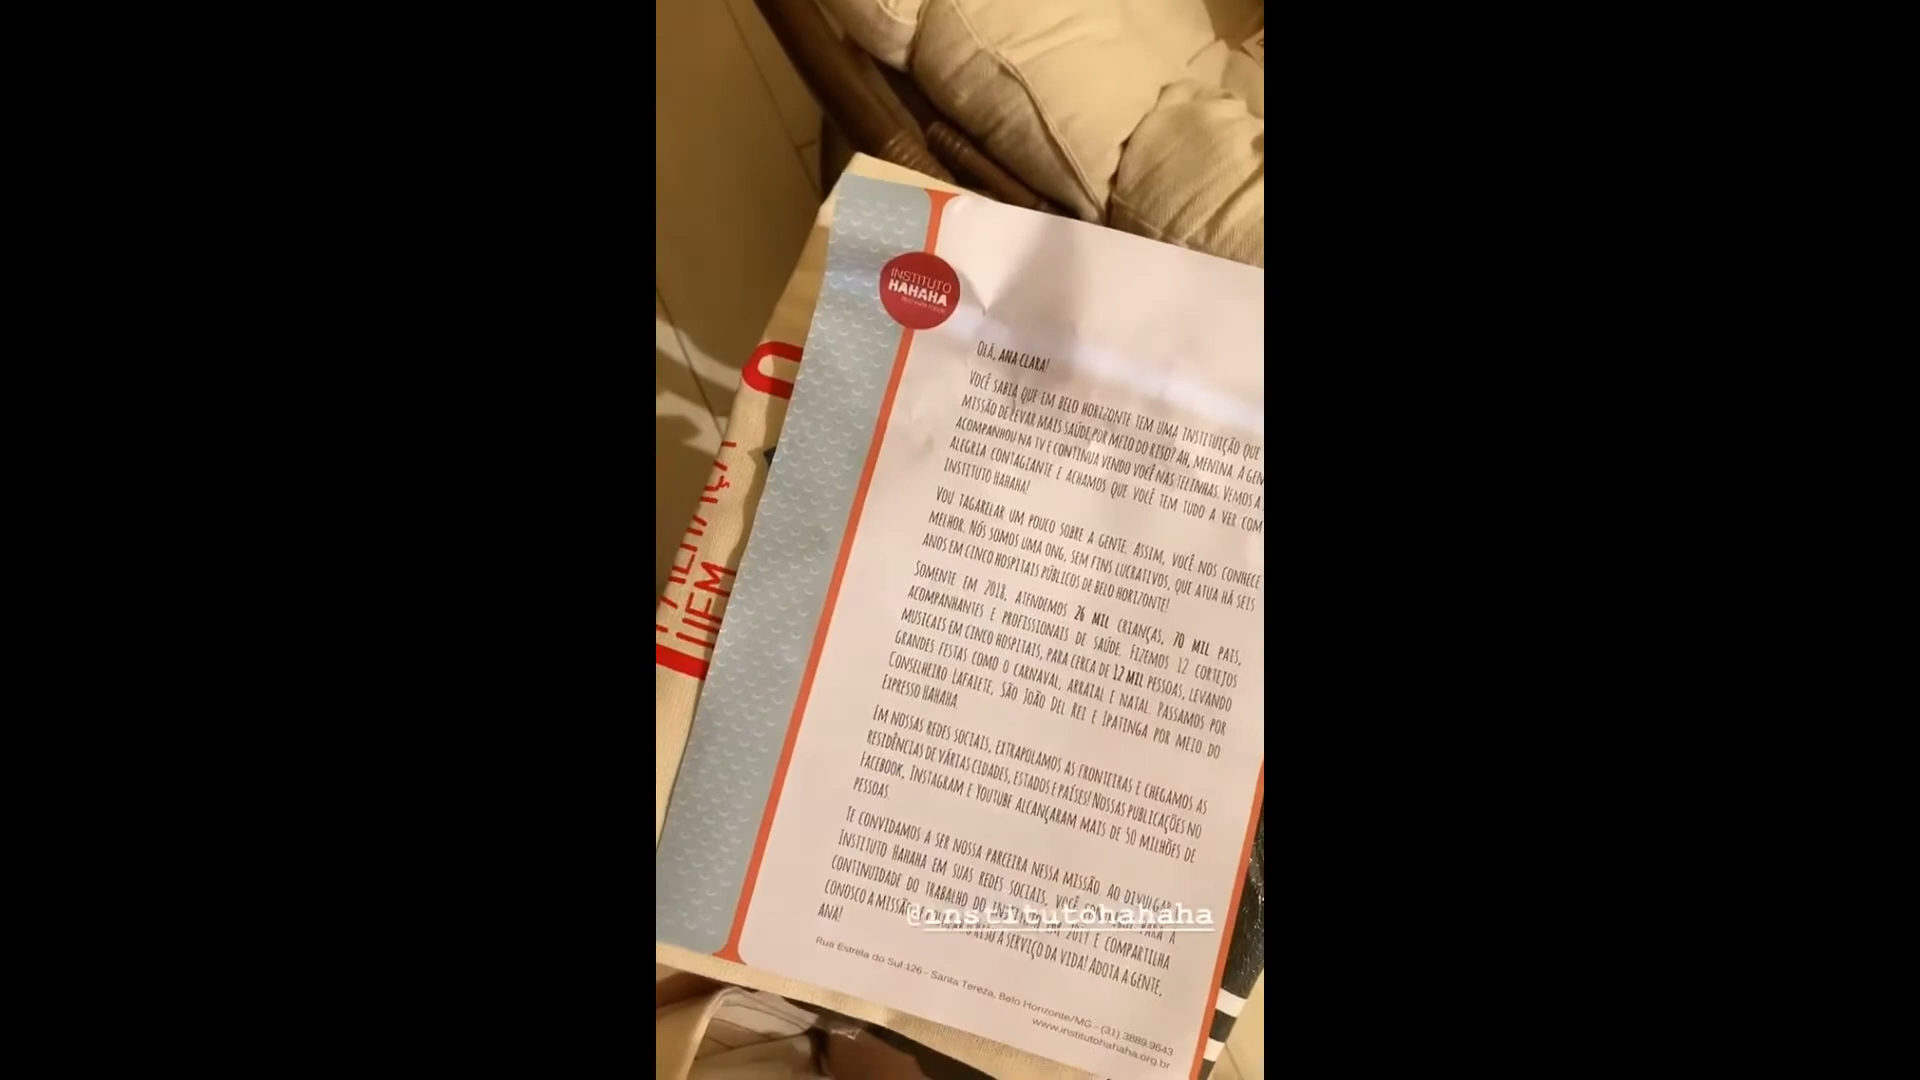 INSTITUTO
HAHAHA
OLÁ, ANA CLARA!
VOCÊ SABIA QUE EM BELO HORIZONTE TEM UMA INSTITUIÇÃO QUE
MISSÃO DE LEVAR MAIS SAÚDE POR MEIO DO RISO? AH, MENINA. A GEN
ACOMPANHOU NA TV E CONTINUA VENDO VOCÊ NAS TELINHAS. VEMOS A
ALEGRIA CONTAGIANTE E ACHAMOS QUE VOCÊ TEM TUDO A VER COM
INSTITUTO HAHAHA!
VOU TAGARELAR UM POUCO SOBRE A GENTE. ASSIM, VOCÊ NOS CONHECE
MELHOR. NÓS SOMOS UMA ONG, SEM FINS LUCRATIVOS, QUE ATUA HÁ SEIS
ANOS EM CINCO HOSPITAIS PÚBLICOS DE BELO HORIZONTE!
SOMENTE EM 2018, ATENDEMOS 26 MIL CRIANÇAS, 70 MIL PAIS,
ACOMPANHANTES E PROFISSIONAIS DE SAÚDE. FIZEMOS 12 CORTEJOS
MUSICAIS EM CINCO HOSPITAIS, PARA CERCA DE 12 MIL PESSOAS, LEVANDO
GRANDES FESTAS COMO O CARNAVAL, ARRAIAL E NATAL. PASSAMOS POR
CONSELHEIRO LAFAIETE, SÃO JOÃO DEL REI E IPATINGA POR MEIO DO
EXPRESSO HAHAHA.
EM NOSSAS REDES SOCIAIS, EXTRAPOLAMOS AS FRONTEIRAS E CHEGAMOS AS
RESIDÊNCIAS DE VÁRIAS CIDADES, ESTADOS E PAÍSES! NOSSAS PUBLICAÇÕES NO
FACEBOOK, INSTAGRAM E YOUTUBE ALCANÇARAM MAIS DE 50 MILHÕES DE
PESSOAS.
TE CONVIDAMOS A SER NOSSA PARCEIRA NESSA MISSÃO. AO DIVULGAR
INSTITUTO HAHAHA EM SUAS REDES SOCIAIS, VOCÊ PARA A
CONTINUIDADE DO TRABALHO DO INSTITUTO EM 2019 E COMPARTILHA
CONOSCO A MISSÃO RISO A SERVIÇO DA VIDA! ADOTA A GENTE,
ANA!
@institutohahaha
Rua Estrela do Sul 126 - Santa Tereza, Belo Horizonte/MG - (31) 3889.9643
www.institutohahaha.org.br